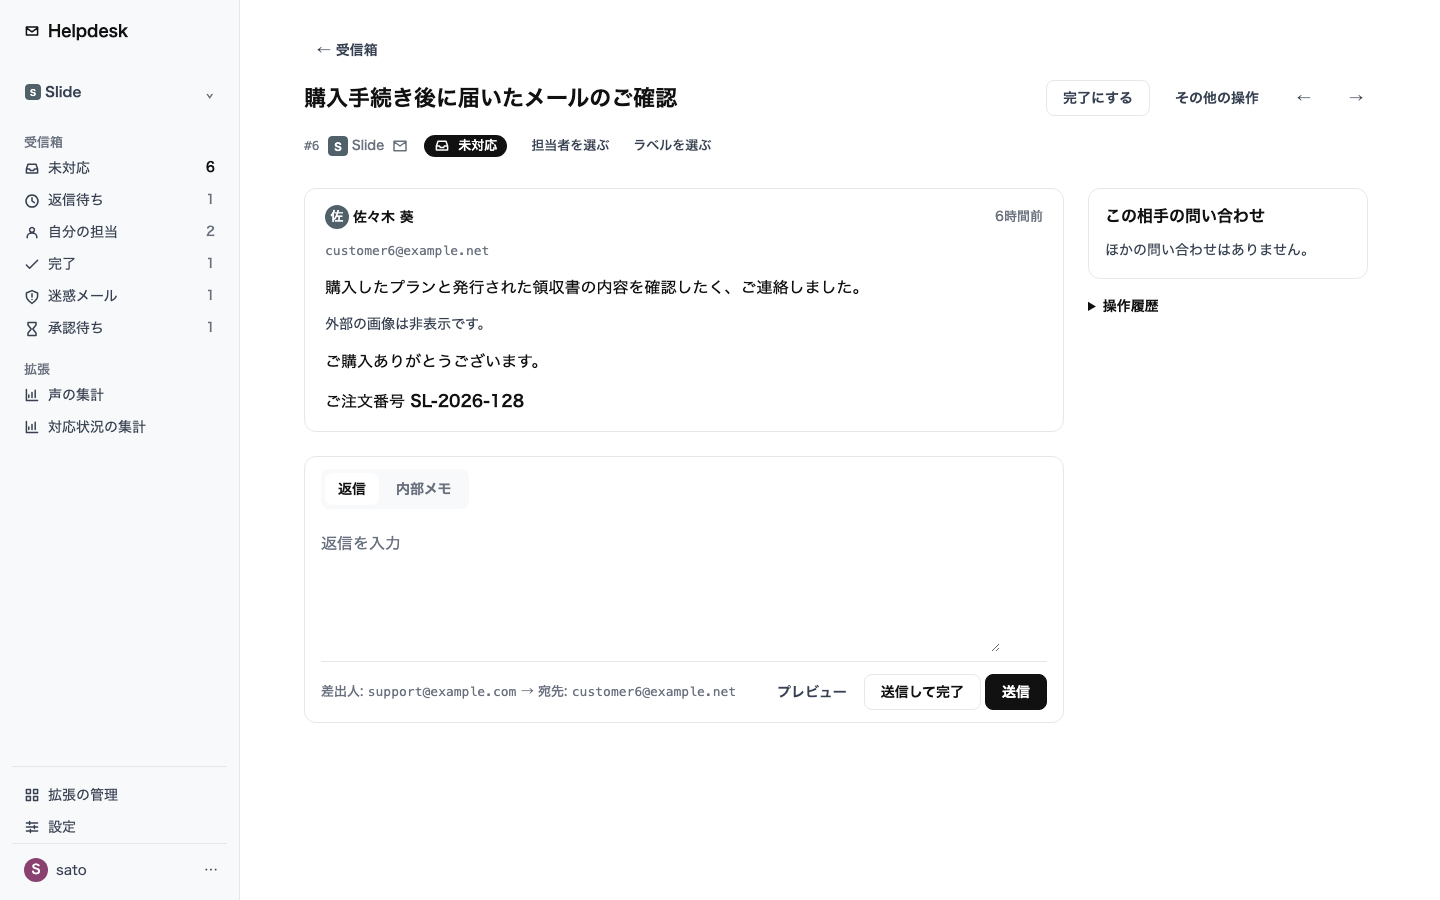 Helpdesk
S Slide
受信箱
未対応 6
返信待ち 1
自分の担当 2
完了 1
迷惑メール 1
承認待ち 1
拡張
声の集計
対応状況の集計
拡張の管理
設定
S sato ...
← 受信箱
購入手続き後に届いたメールのご確認
完了にする その他の操作 ← →
#6 S Slide 未対応 担当者を選ぶ ラベルを選ぶ
佐 佐々木 葵 6時間前
customer6@example.net
購入したプランと発行された領収書の内容を確認したく、ご連絡しました。
外部の画像は非表示です。
ご購入ありがとうございます。
ご注文番号 SL-2026-128
返信 内部メモ
返信を入力
差出人: support@example.com → 宛先: customer6@example.net プレビュー 送信して完了 送信
この相手の問い合わせ
ほかの問い合わせはありません。
▶ 操作履歴